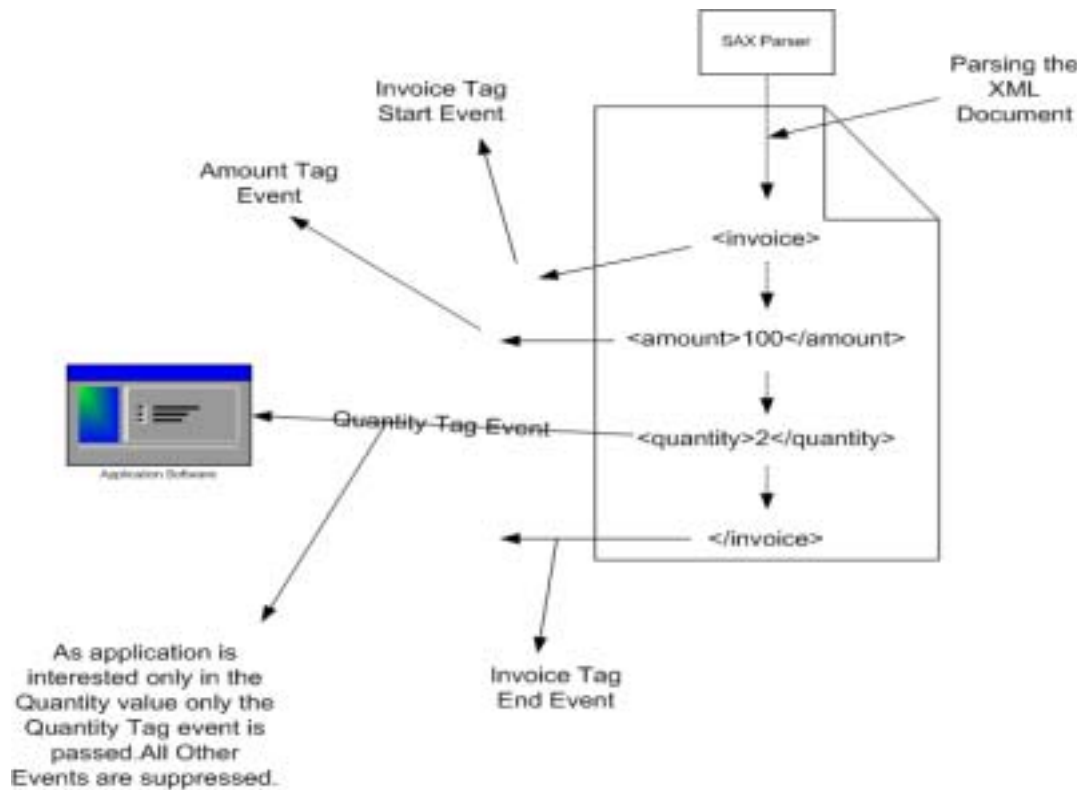 SAX Parser
Parsing the
XML
Document
Invoice Tag
Start Event
Amount Tag
Event
<invoice>
<amount>100</amount>
Quantity Tag Event
<quantity>2</quantity>
Application Software
</invoice>
As application is
interested only in the
Quantity value only the
Quantity Tag event is
passed.All Other
Events are suppressed.
Invoice Tag
End Event